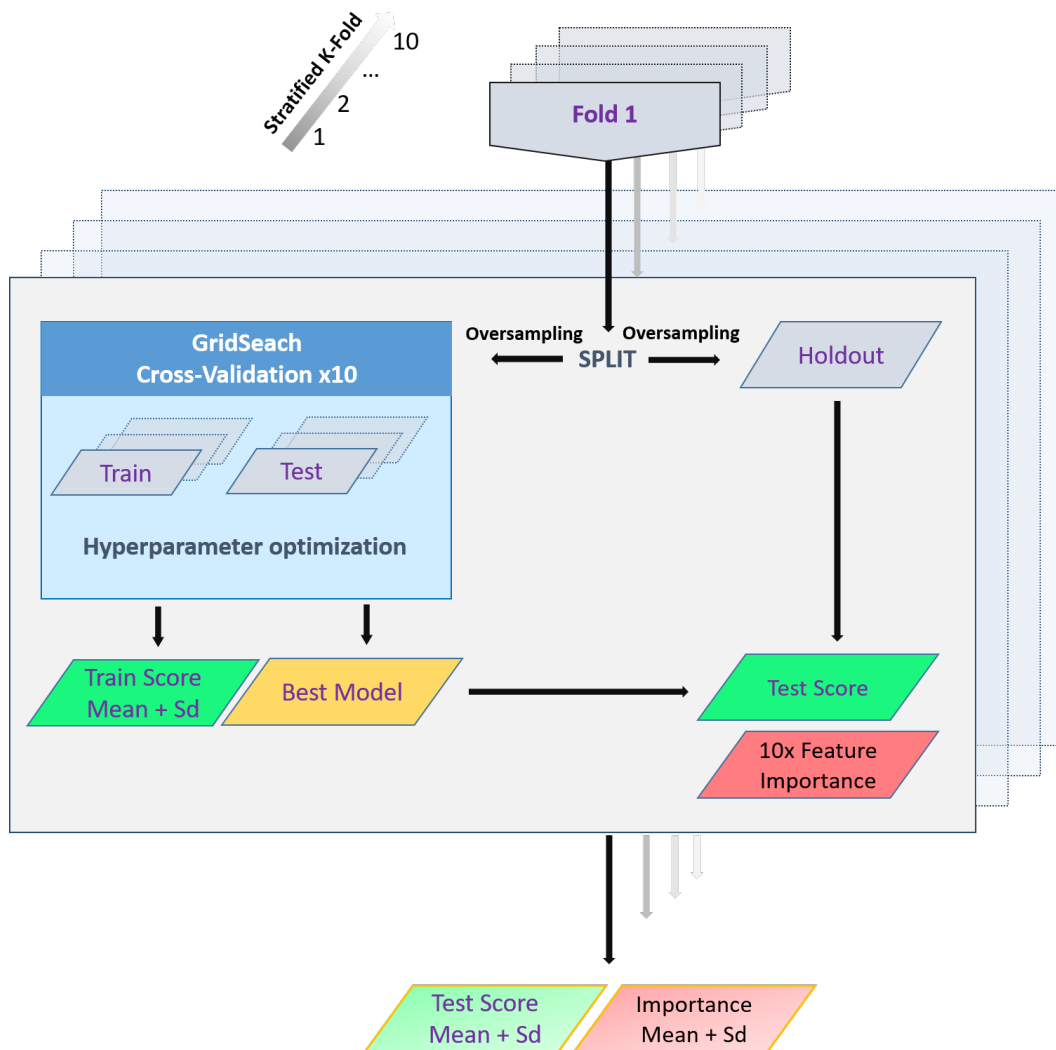 Stratified K-Fold
1
2
...
10
Fold 1
Oversampling
Oversampling
SPLIT
Holdout
GridSeach
Cross-Validation x10
Train
Test
Hyperparameter optimization
Train Score
Mean + Sd
Best Model
Test Score
10x Feature
Importance
Test Score
Mean + Sd
Importance
Mean + Sd